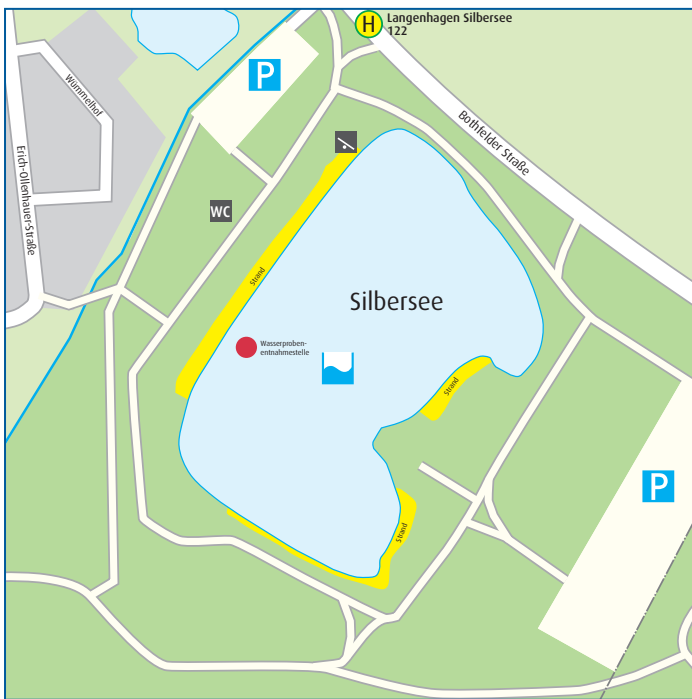 H
Langenhagen Silbersee
122
P
Wümmelhof
Bothfelder Straße
Erich-Ollenhauer-Straße
WC
Strand
Silbersee
Wasserproben-
entnahmestelle
Strand
P
Strand